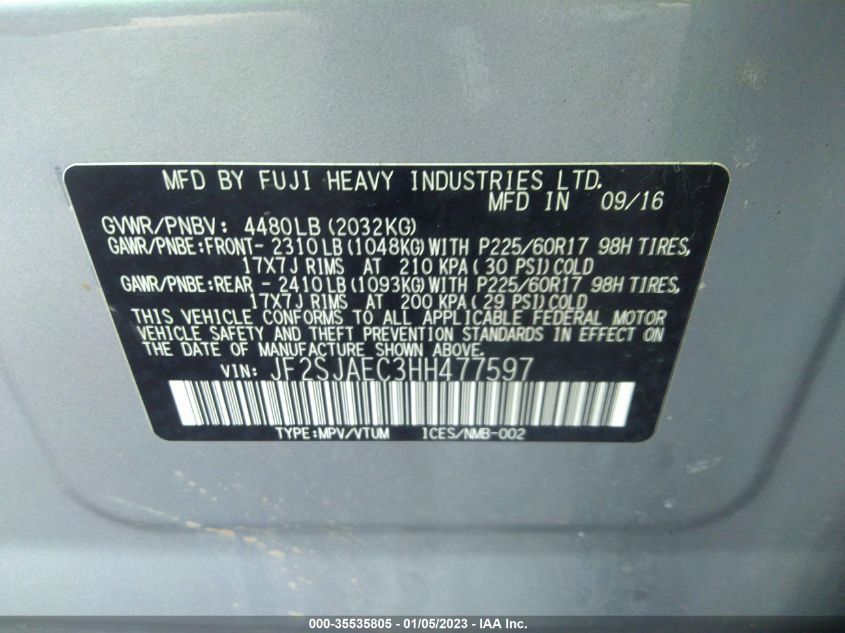 MFD BY FUJI HEAVY INDUSTRIES LTD.
MFD IN 09/16
GVWR/PNBV: 4480LB(2032KG)
GAWR/PNBE:FRONT- 2310LB(1048KG)WITH P225/60R17 98H TIRES,
17X7J RIMS AT 210 KPA(30 PSI)COLD
GAWR/PNBE:REAR - 2410LB(1093KG)WITH P225/60R17 98H TIRES,
17X7J RIMS AT 200 KPA(29 PSI)COLD
THIS VEHICLE CONFORMS TO ALL APPLICABLE FEDERAL MOTOR
VEHICLE SAFETY AND THEFT PREVENTION STANDARDS IN EFFECT ON
THE DATE OF MANUFACTURE SHOWN ABOVE.
VIN: JF2SJAEC3HH477597
TYPE:MPV/VTUM ICES/NMB-002
000-35535805 - 01/05/2023 - IAA Inc.